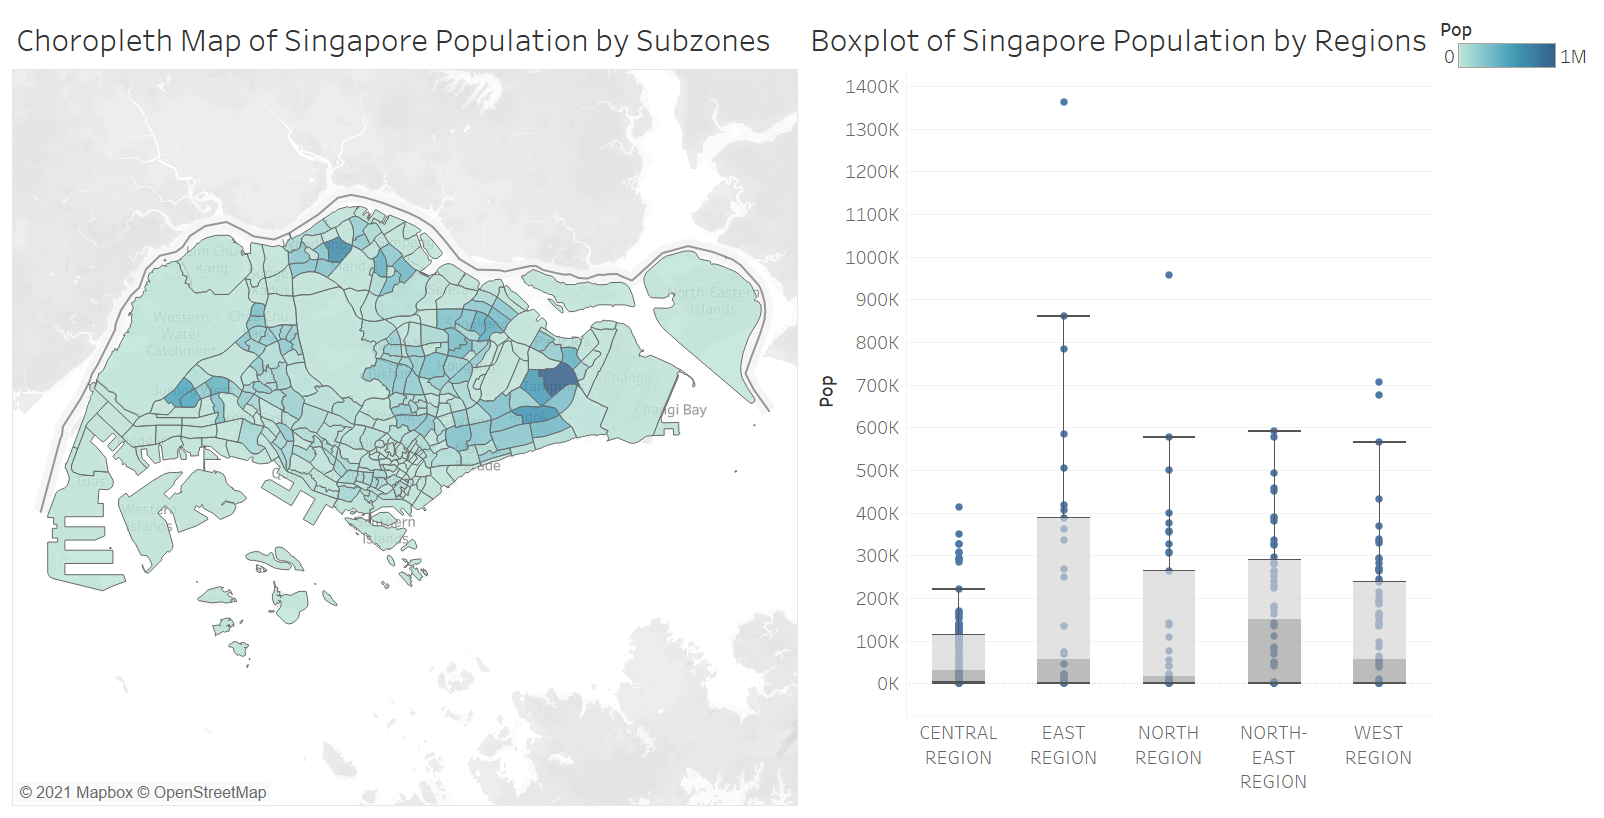 Choropleth Map of Singapore Population by Subzones
Lim Chu
Kang
North-Eastern
Islands
Western
Water
Catchment
Changi
Changi Bay
Tuas
Western
Islands
Islands
© 2021 Mapbox © OpenStreetMap
Boxplot of Singapore Population by Regions
Pop
0
1M
1400K
1300K
1200K
1100K
1000K
900K
800K
700K
600K
500K
400K
300K
200K
100K
0K
Pop
CENTRAL
REGION
EAST
REGION
NORTH
REGION
NORTH-
EAST
REGION
WEST
REGION